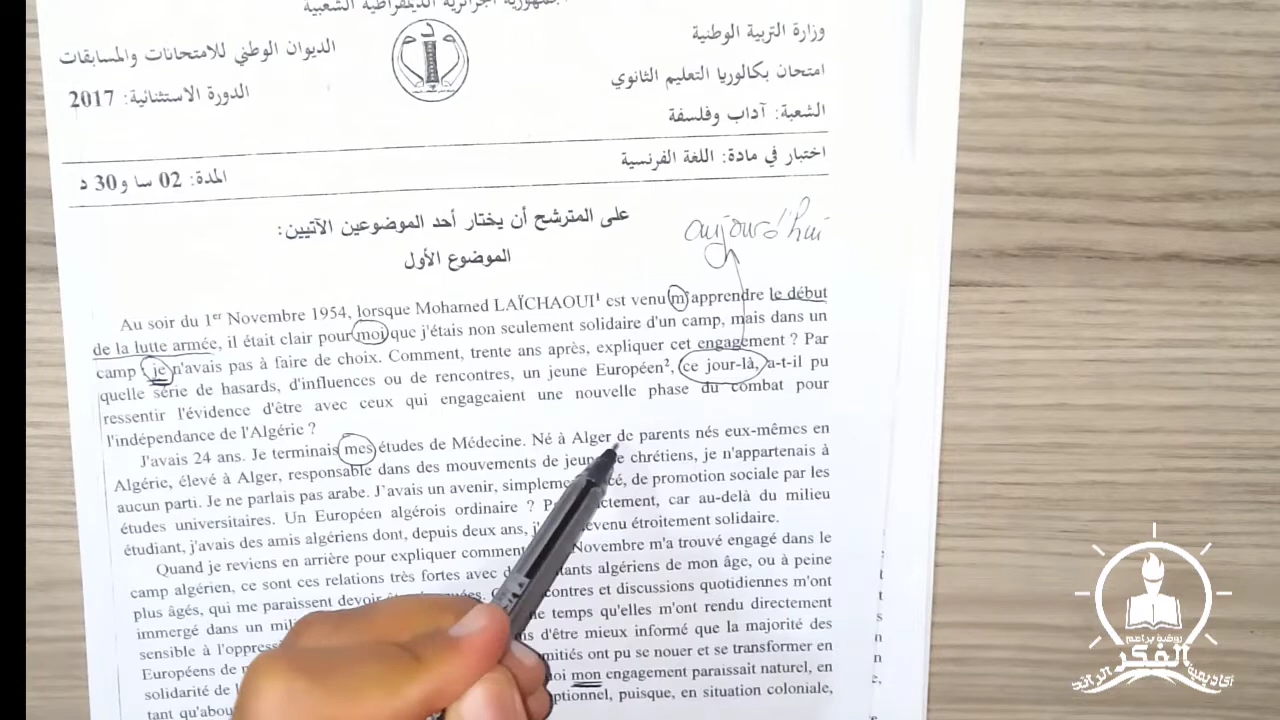 جمهورية الجزائرية الديمقراطية الشعبية
وزارة التربية الوطنية
الديوان الوطني للامتحانات والمسابقات
امتحان بكالوريا التعليم الثانوي
الدورة الاستثنائية: 2017
الشعبة: آداب وفلسفة
اختبار في مادة: اللغة الفرنسية
المدة: 02 سا و30 د
على المترشح أن يختار أحد الموضوعين الآتيين:
aujourd'hui
الموضوع الأول
Au soir du 1er Novembre 1954, lorsque Mohamed LAÏCHAOUI¹ est venu m'apprendre le début
de la lutte armée, il était clair pour moi que j'étais non seulement solidaire d'un camp, mais dans un
camp je n'avais pas à faire de choix. Comment, trente ans après, expliquer cet engagement ? Par
quelle série de hasards, d'influences ou de rencontres, un jeune Européen², ce jour-là, a-t-il pu
ressentir l'évidence d'être avec ceux qui engagcaient une nouvelle phase du combat pour
l'indépendance de l'Algérie ?
J'avais 24 ans. Je terminais mes études de Médecine. Né à Alger de parents nés eux-mêmes en
Algérie, élevé à Alger, responsable dans des mouvements de chrétiens, je n'appartenais à
aucun parti. Je ne parlais pas arabe. J'avais un avenir, de promotion sociale par les
études universitaires. Un Européen algérois ordinaire ? car au-delà du milieu
étudiant, j'avais des amis algériens dont, depuis deux ans, devenu étroitement solidaire.
Quand je reviens en arrière pour expliquer comment Novembre m'a trouvé engagé dans le
camp algérien, ce sont ces relations très fortes avec algériens de mon âge, ou à peine
plus âgés, qui me paraissent devoir et discussions quotidiennes m'ont
immergé dans un temps qu'elles m'ont rendu directement
sensible à d'être mieux informé que la majorité des
Européens de ont pu se nouer et se transformer en
solidarité de mon engagement paraissait naturel, en
tant puisque, en situation coloniale,
روضة براعم
الفكر
أكاديمية الرائد